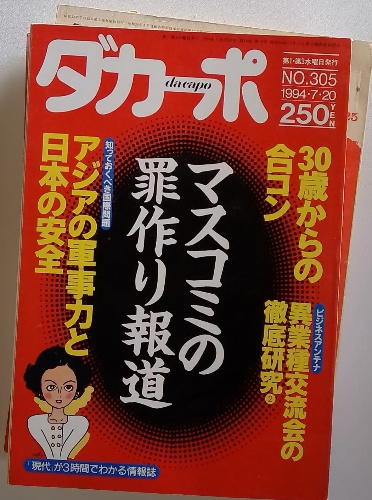 ダカーポ
da capo
第1・第3水曜日発行
NO.305
1994・7・20
250YEN
30歳からの
合コン
ビジネスアンテナ
異業種交流会の
徹底研究②
マスコミの
罪作り報道
知っておくべき国際問題
アジアの軍事力と
日本の安全
「現代」が3時間でわかる情報誌